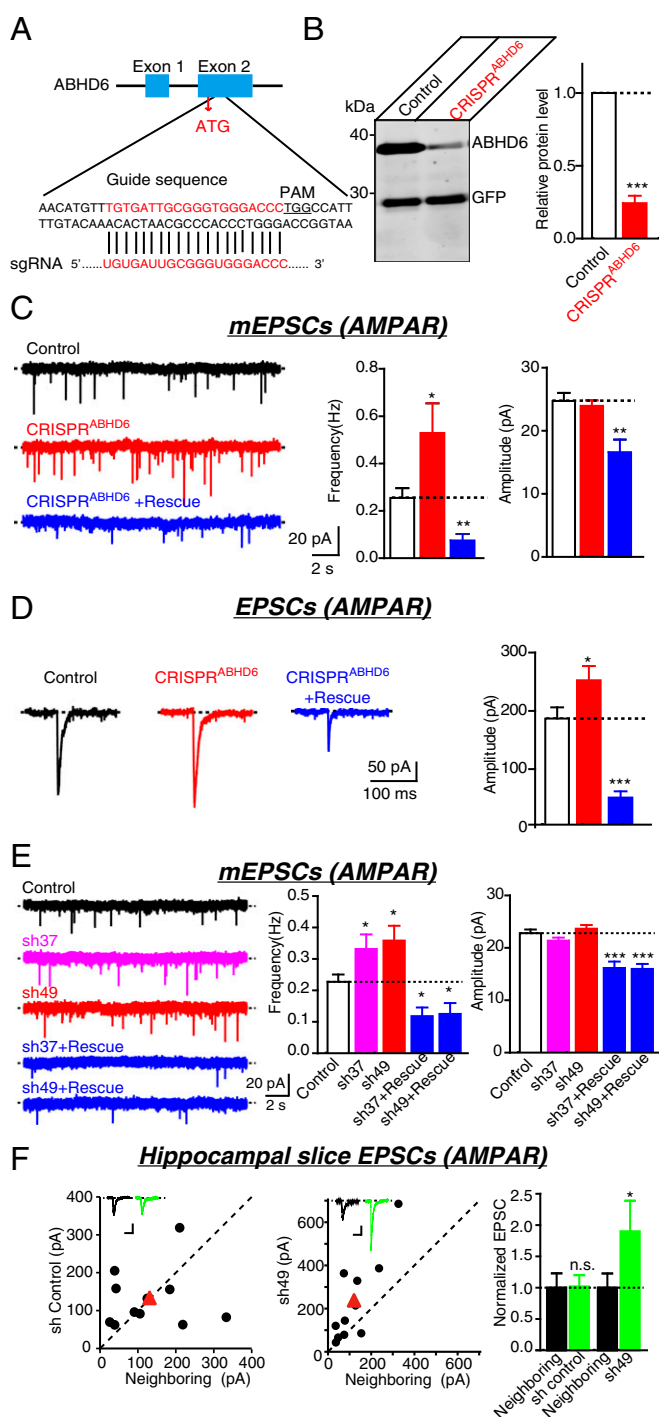 A
Exon 1
Exon 2
ABHD6
ATG
Guide sequence
PAM
AACATGTTTGTGATTGCGGGTGGGACCCTGGCCATT
TTGTACAAACACTAACGCCCACCCTGGGACCGGTAA
sgRNA 5'......UGUGAUUGCGGGUGGGACCC...... 3'
B
Control
CRISPR^ABHD6
kDa
40
30
ABHD6
GFP
Relative protein level
1.0
0.5
0.0
***
Control
CRISPR^ABHD6
C
mEPSCs (AMPAR)
Control
CRISPR^ABHD6
CRISPR^ABHD6 +Rescue
20 pA
2 s
Frequency(Hz)
0.8
0.6
0.4
0.2
0.0
*
**
Amplitude (pA)
30
20
10
0
**
D
EPSCs (AMPAR)
Control
CRISPR^ABHD6
CRISPR^ABHD6
+Rescue
50 pA
100 ms
Amplitude (pA)
300
200
100
0
*
***
E
mEPSCs (AMPAR)
Control
sh37
sh49
sh37+Rescue
sh49+Rescue
20 pA
2 s
Frequency(Hz)
0.5
0.4
0.3
0.2
0.1
0.0
*
*
*
*
Control
sh37
sh49
sh37+Rescue
sh49+Rescue
Amplitude (pA)
30
20
10
0
***
***
Control
sh37
sh49
sh37+Rescue
sh49+Rescue
F
Hippocampal slice EPSCs (AMPAR)
sh Control (pA)
400
300
200
100
0
0
100
200
300
400
Neighboring (pA)
sh49 (pA)
600
400
200
0
0
200
400
600
Neighboring (pA)
Normalized EPSC
2.5
2.0
1.5
1.0
0.5
0.0
n.s.
*
Neighboring
sh control
Neighboring
sh49